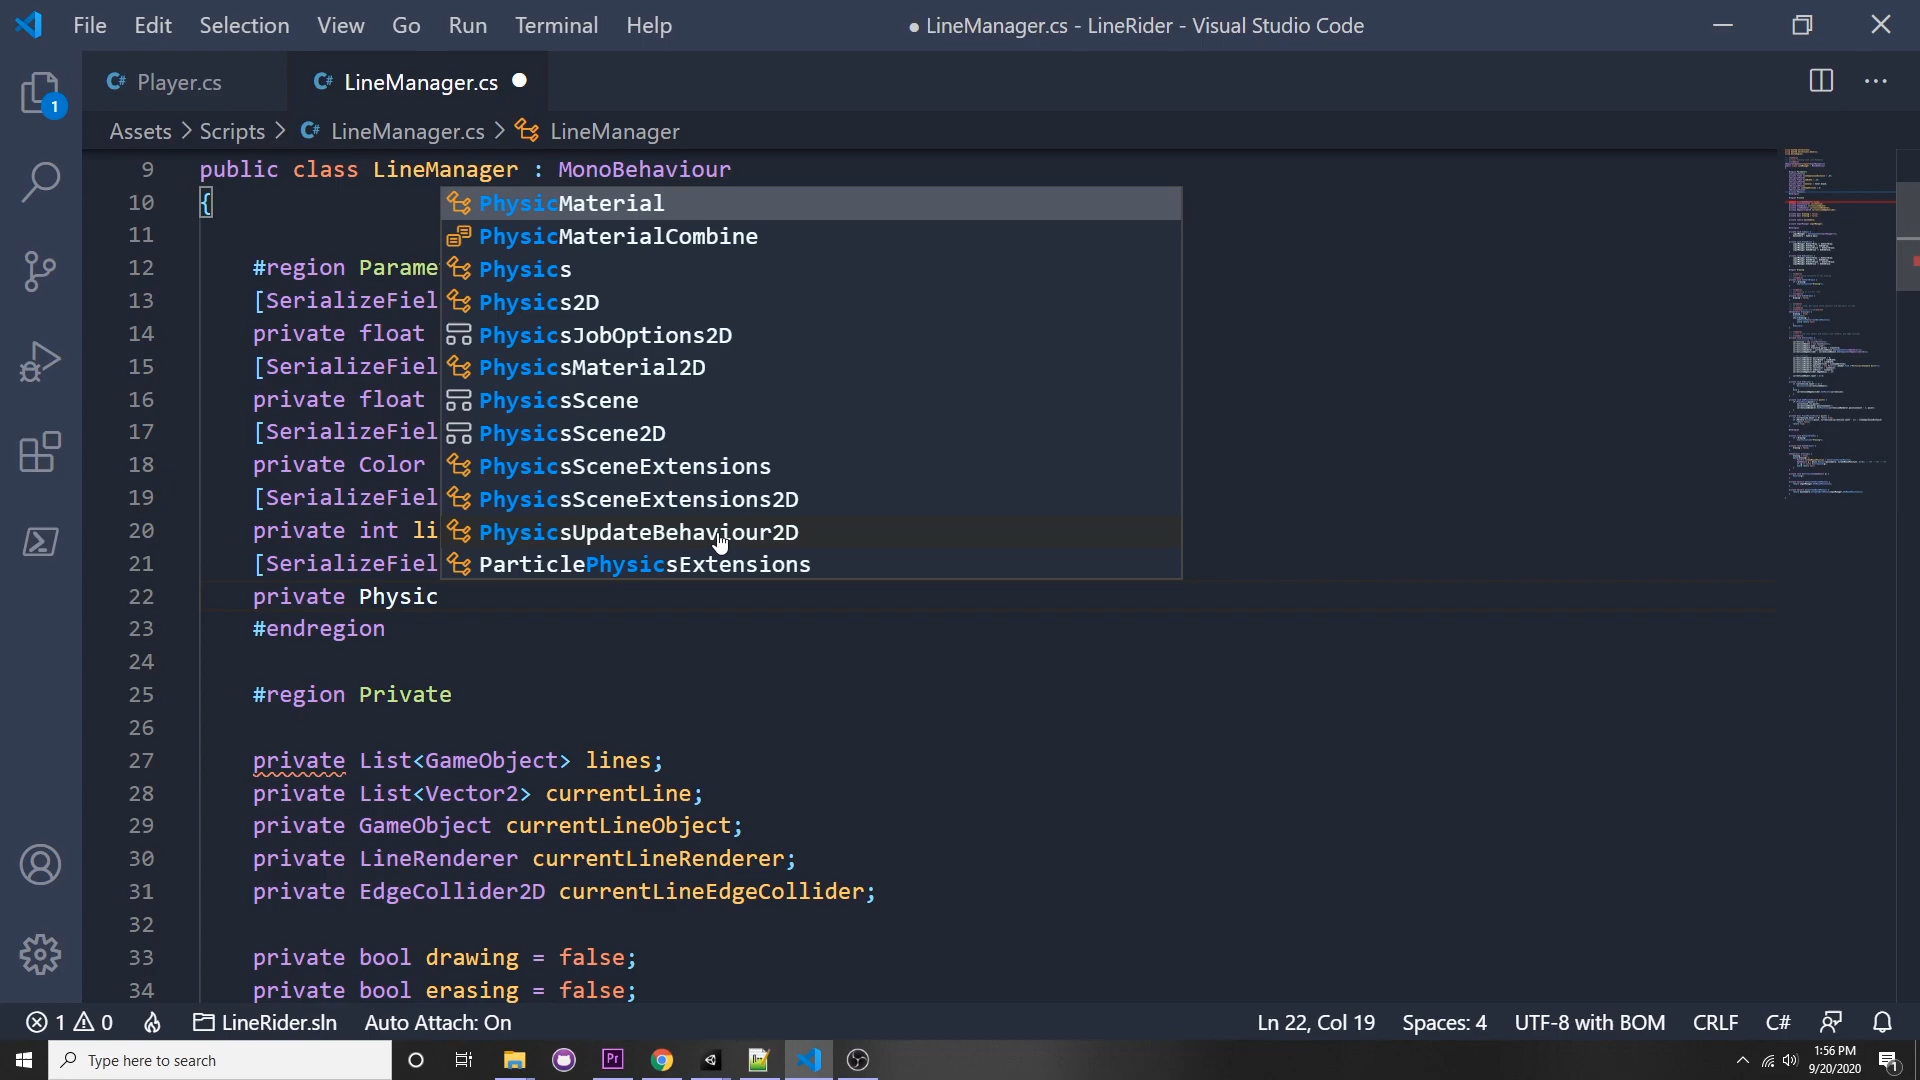 File Edit Selection View Go Run Terminal Help
● LineManager.cs - LineRider - Visual Studio Code
C# Player.cs
C# LineManager.cs ●
Assets > Scripts > C# LineManager.cs > LineManager
1
9 public class LineManager : MonoBehaviour
10 {
11
12 #region Parame
13 [SerializeFiel
14 private float
15 [SerializeFiel
16 private float
17 [SerializeFiel
18 private Color
19 [SerializeFiel
20 private int li
21 [SerializeFiel
22 private Physic
23 #endregion
24
25 #region Private
26
27 private List<GameObject> lines;
28 private List<Vector2> currentLine;
29 private GameObject currentLineObject;
30 private LineRenderer currentLineRenderer;
31 private EdgeCollider2D currentLineEdgeCollider;
32
33 private bool drawing = false;
34 private bool erasing = false;
PhysicMaterial
PhysicMaterialCombine
Physics
Physics2D
PhysicsJobOptions2D
PhysicsMaterial2D
PhysicsScene
PhysicsScene2D
PhysicsSceneExtensions
PhysicsSceneExtensions2D
PhysicsUpdateBehaviour2D
ParticlePhysicsExtensions
1 0 LineRider.sln Auto Attach: On
Ln 22, Col 19 Spaces: 4 UTF-8 with BOM CRLF C#
Type here to search
Pr
1:56 PM
9/20/2020
1